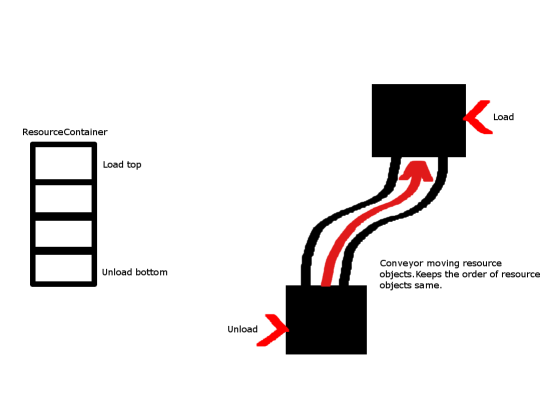 ResourceContainer
Load top
Unload bottom
Load
Conveyor moving resource
objects.Keeps the order of resource
objects same.
Unload